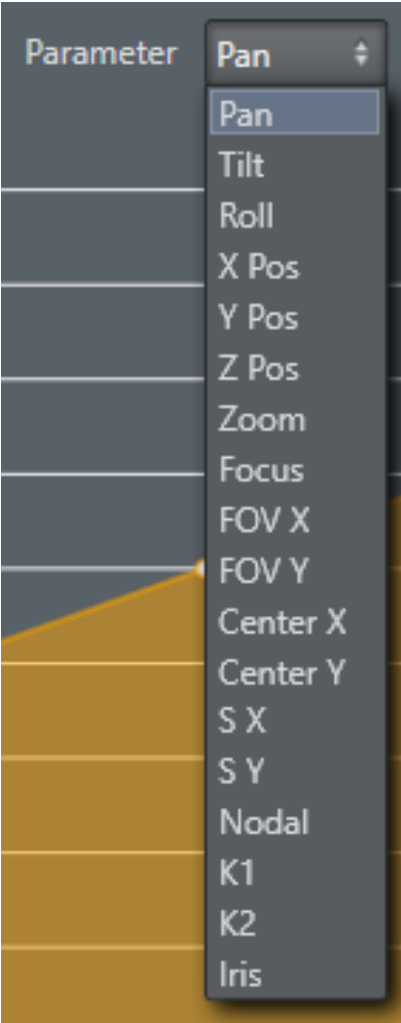 Parameter Pan
Pan
Tilt
Roll
X Pos
Y Pos
Z Pos
Zoom
Focus
FOV X
FOV Y
Center X
Center Y
S X
S Y
Nodal
K1
K2
Iris